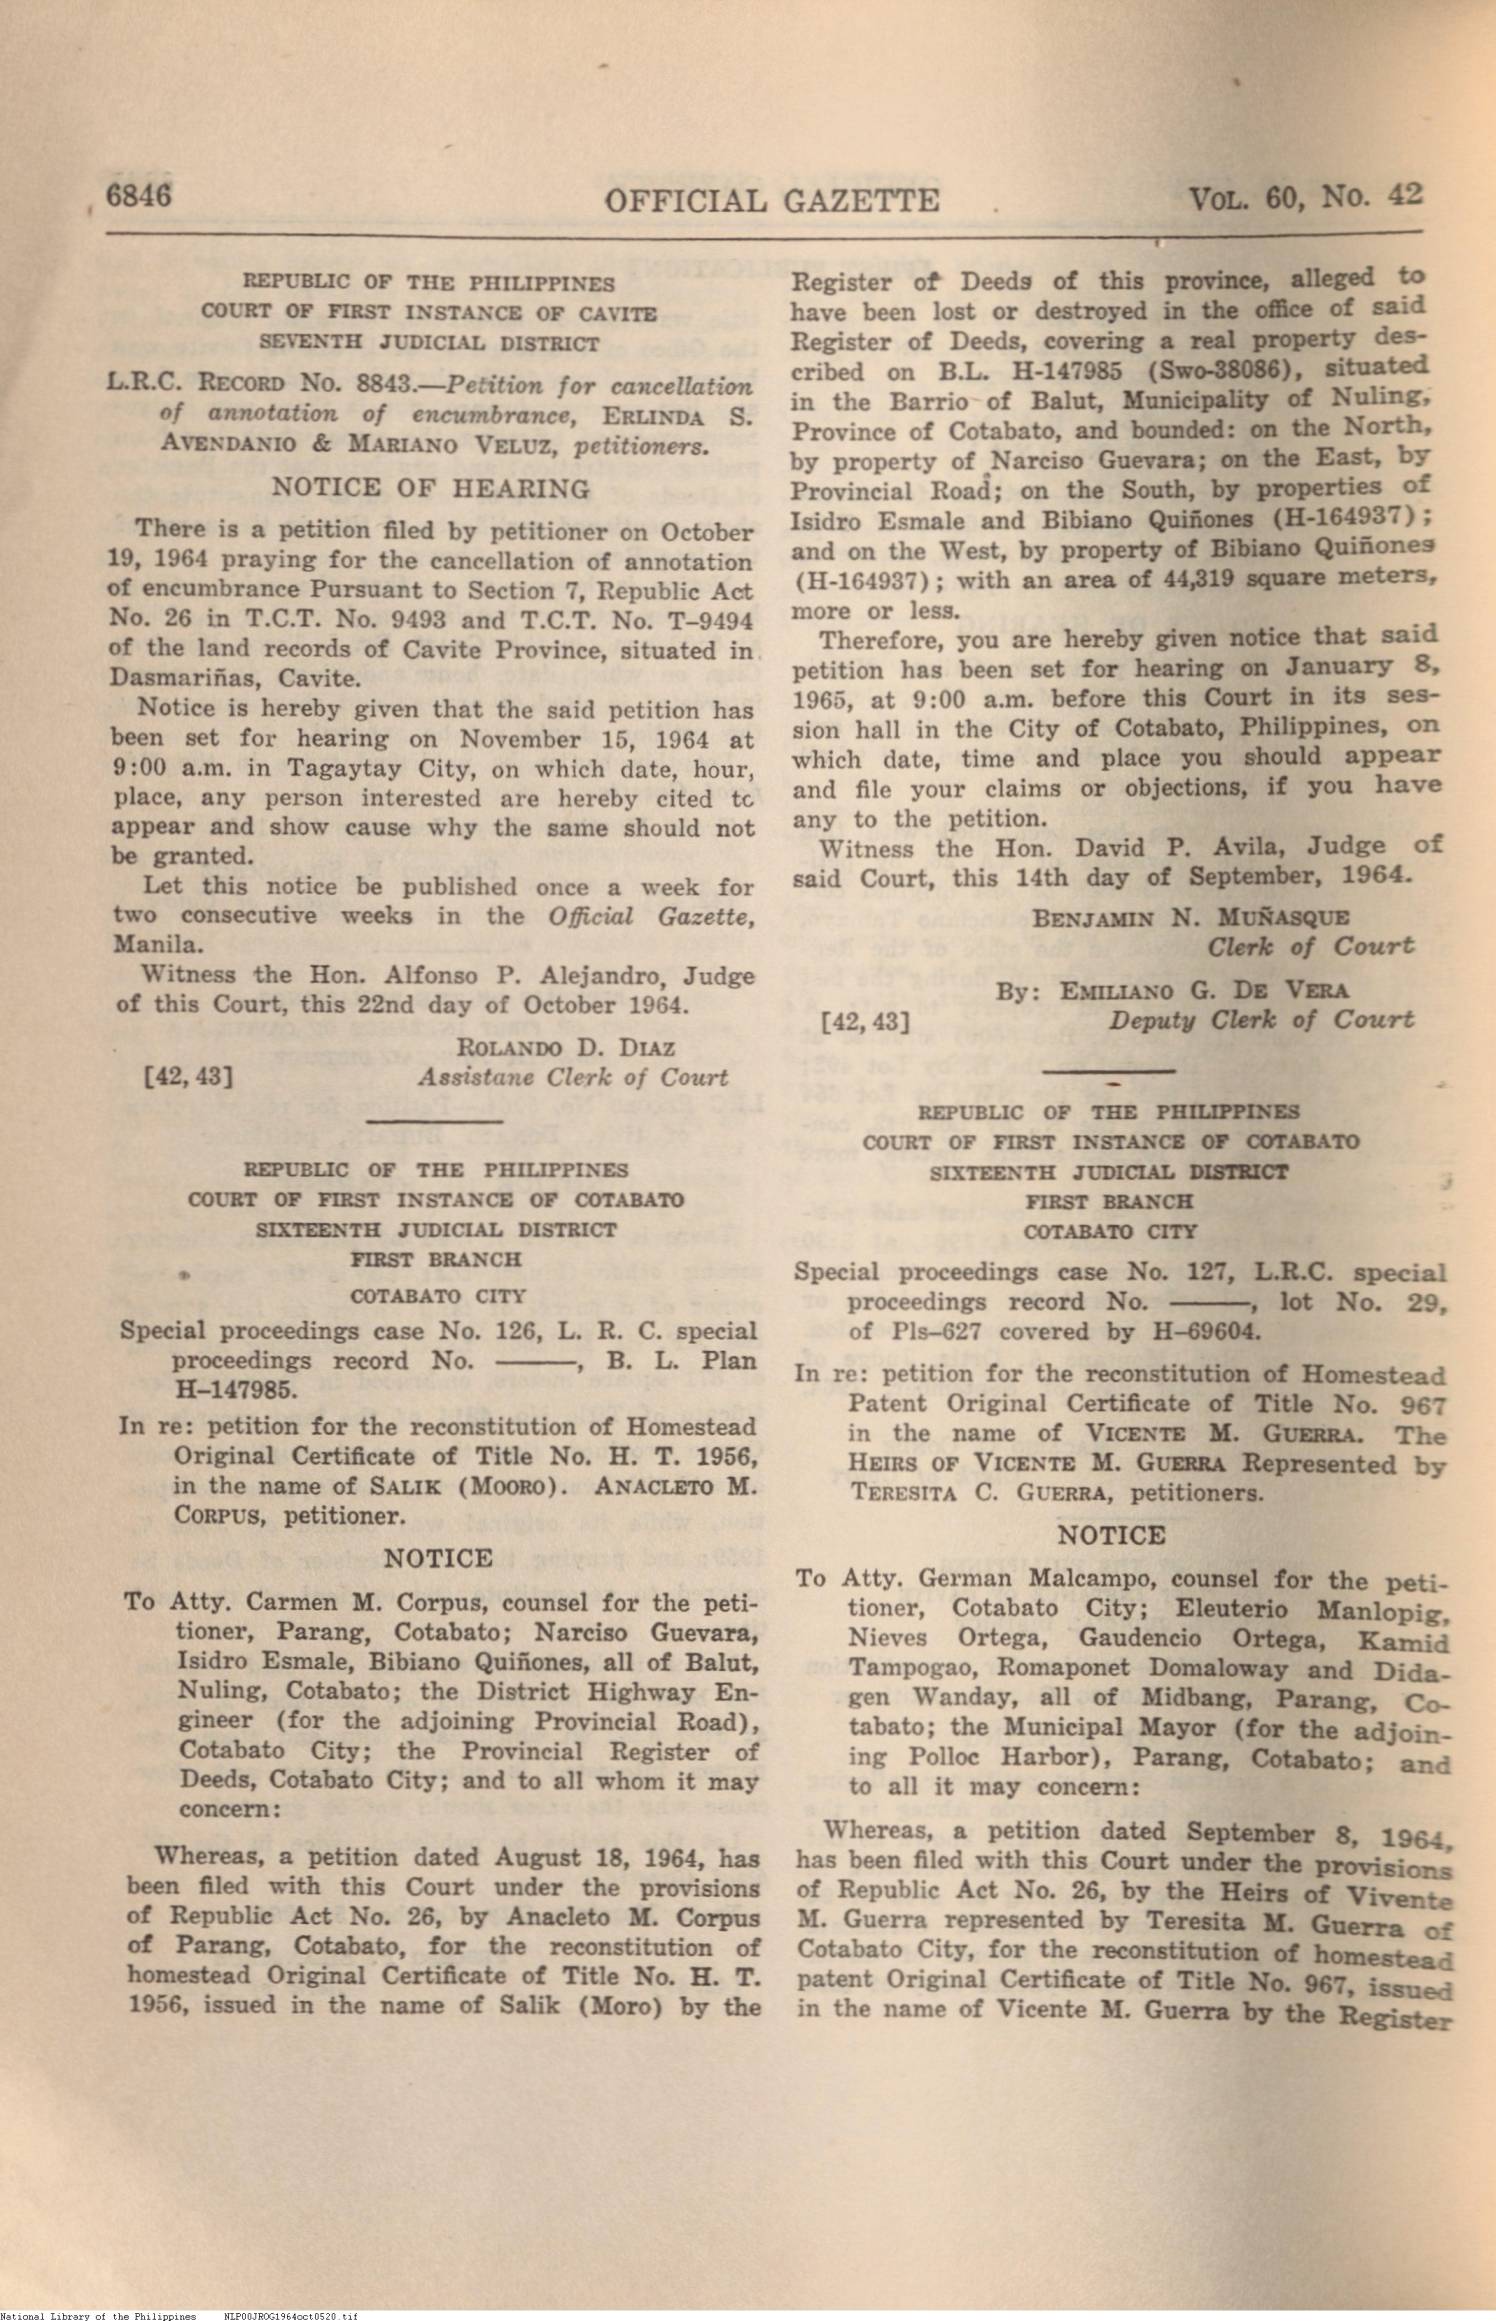 6846
OFFICIAL GAZETTE
VOL. 60, NO. 42
REPUBLIC OF THE PHILIPPINES
COURT OF FIRST INSTANCE OF CAVITE
SEVENTH JUDICIAL DISTRICT
L.R.C. RECORD NO. 8843.—Petition for cancellation
of annotation of encumbrance, ERLINDA S.
AVENDANIO & MARIANO VELUZ, petitioners.
NOTICE OF HEARING
There is a petition filed by petitioner on October
19, 1964 praying for the cancellation of annotation
of encumbrance Pursuant to Section 7, Republic Act
No. 26 in T.C.T. No. 9493 and T.C.T. No. T–9494
of the land records of Cavite Province, situated in
Dasmariñas, Cavite.
Notice is hereby given that the said petition has
been set for hearing on November 15, 1964 at
9:00 a.m. in Tagaytay City, on which date, hour,
place, any person interested are hereby cited to
appear and show cause why the same should not
be granted.
Let this notice be published once a week for
two consecutive weeks in the Official Gazette,
Manila.
Witness the Hon. Alfonso P. Alejandro, Judge
of this Court, this 22nd day of October 1964.
ROLANDO D. DIAZ
[42, 43] Assistane Clerk of Court
REPUBLIC OF THE PHILIPPINES
COURT OF FIRST INSTANCE OF COTABATO
SIXTEENTH JUDICIAL DISTRICT
FIRST BRANCH
COTABATO CITY
Special proceedings case No. 126, L. R. C. special
proceedings record No. ———, B. L. Plan
H–147985.
In re: petition for the reconstitution of Homestead
Original Certificate of Title No. H. T. 1956,
in the name of SALIK (MOORO). ANACLETO M.
CORPUS, petitioner.
NOTICE
To Atty. Carmen M. Corpus, counsel for the peti-
tioner, Parang, Cotabato; Narciso Guevara,
Isidro Esmale, Bibiano Quiñones, all of Balut,
Nuling, Cotabato; the District Highway En-
gineer (for the adjoining Provincial Road),
Cotabato City; the Provincial Register of
Deeds, Cotabato City; and to all whom it may
concern:
Whereas, a petition dated August 18, 1964, has
been filed with this Court under the provisions
of Republic Act No. 26, by Anacleto M. Corpus
of Parang, Cotabato, for the reconstitution of
homestead Original Certificate of Title No. H. T.
1956, issued in the name of Salik (Moro) by the
Register of Deeds of this province, alleged to
have been lost or destroyed in the office of said
Register of Deeds, covering a real property des-
cribed on B.L. H-147985 (Swo-38086), situated
in the Barrio of Balut, Municipality of Nuling,
Province of Cotabato, and bounded: on the North,
by property of Narciso Guevara; on the East, by
Provincial Road; on the South, by properties of
Isidro Esmale and Bibiano Quiñones (H-164937);
and on the West, by property of Bibiano Quiñones
(H-164937); with an area of 44,319 square meters,
more or less.
Therefore, you are hereby given notice that said
petition has been set for hearing on January 8,
1965, at 9:00 a.m. before this Court in its ses-
sion hall in the City of Cotabato, Philippines, on
which date, time and place you should appear
and file your claims or objections, if you have
any to the petition.
Witness the Hon. David P. Avila, Judge of
said Court, this 14th day of September, 1964.
BENJAMIN N. MUÑASQUE
Clerk of Court
By: EMILIANO G. DE VERA
[42, 43] Deputy Clerk of Court
REPUBLIC OF THE PHILIPPINES
COURT OF FIRST INSTANCE OF COTABATO
SIXTEENTH JUDICIAL DISTRICT
FIRST BRANCH
COTABATO CITY
Special proceedings case No. 127, L.R.C. special
proceedings record No. ———, lot No. 29,
of Pls–627 covered by H–69604.
In re: petition for the reconstitution of Homestead
Patent Original Certificate of Title No. 967
in the name of VICENTE M. GUERRA. The
HEIRS OF VICENTE M. GUERRA Represented by
TERESITA C. GUERRA, petitioners.
NOTICE
To Atty. German Malcampo, counsel for the peti-
tioner, Cotabato City; Eleuterio Manlopig,
Nieves Ortega, Gaudencio Ortega, Kamid
Tampogao, Romaponet Domaloway and Dida-
gen Wanday, all of Midbang, Parang, Co-
tabato; the Municipal Mayor (for the adjoin-
ing Polloc Harbor), Parang, Cotabato; and
to all it may concern:
Whereas, a petition dated September 8, 1964,
has been filed with this Court under the provisions
of Republic Act No. 26, by the Heirs of Vivente
M. Guerra represented by Teresita M. Guerra of
Cotabato City, for the reconstitution of homestead
patent Original Certificate of Title No. 967, issued
in the name of Vicente M. Guerra by the Register
National Library of the Philippines NLP00JROG1964oct0520.tif